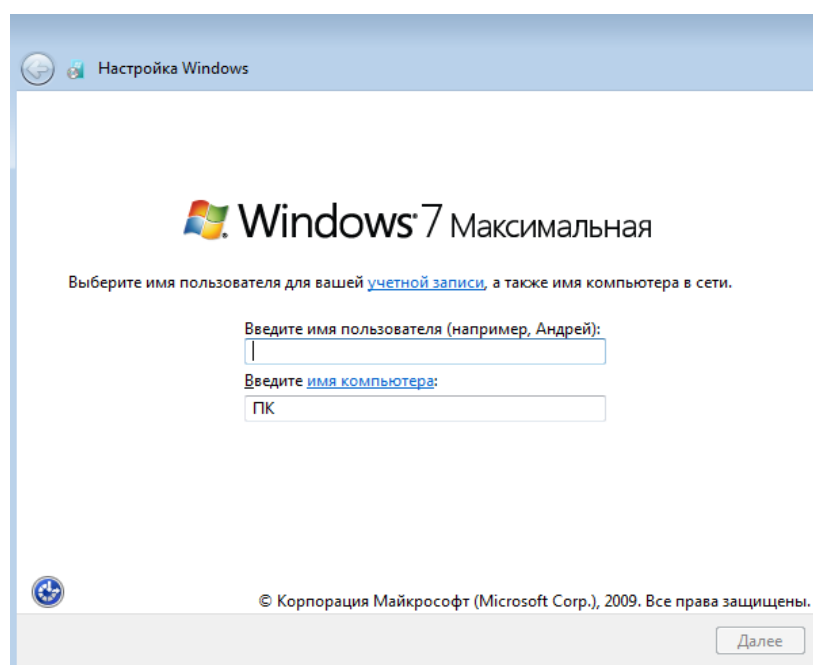 Настройка Windows
Windows 7 Максимальная
Выберите имя пользователя для вашей учетной записи, а также имя компьютера в сети.
Введите имя пользователя (например, Андрей):
Введите имя компьютера:
ПК
© Корпорация Майкрософт (Microsoft Corp.), 2009. Все права защищены.
Далее